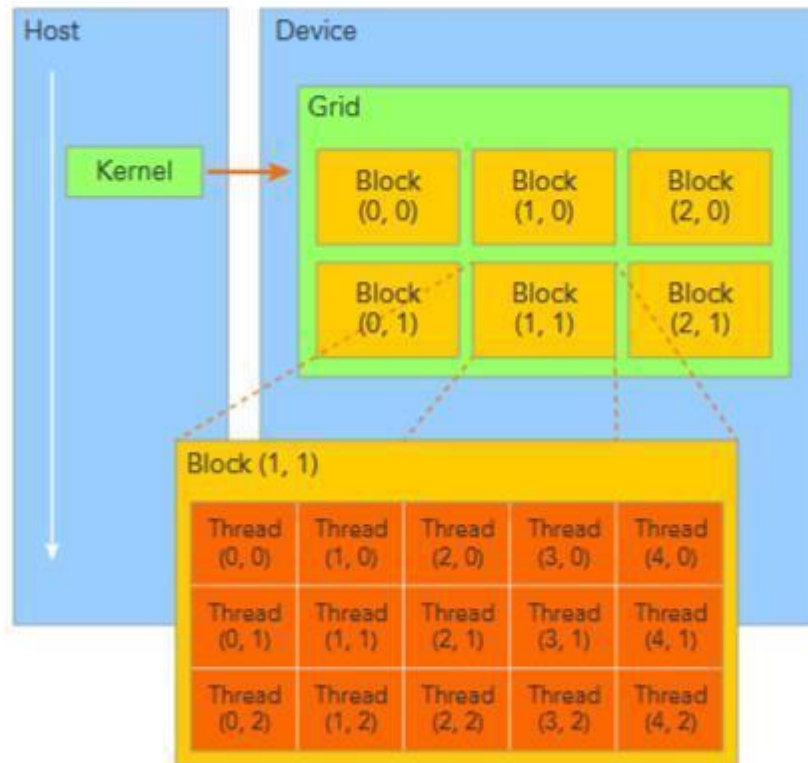 Host
Device
Grid
Kernel
Block
(0, 0)
Block
(1, 0)
Block
(2, 0)
Block
(0, 1)
Block
(1, 1)
Block
(2, 1)
Block (1, 1)
Thread
(0, 0)
Thread
(1, 0)
Thread
(2, 0)
Thread
(3, 0)
Thread
(4, 0)
Thread
(0, 1)
Thread
(1, 1)
Thread
(2, 1)
Thread
(3, 1)
Thread
(4, 1)
Thread
(0, 2)
Thread
(1, 2)
Thread
(2, 2)
Thread
(3, 2)
Thread
(4, 2)